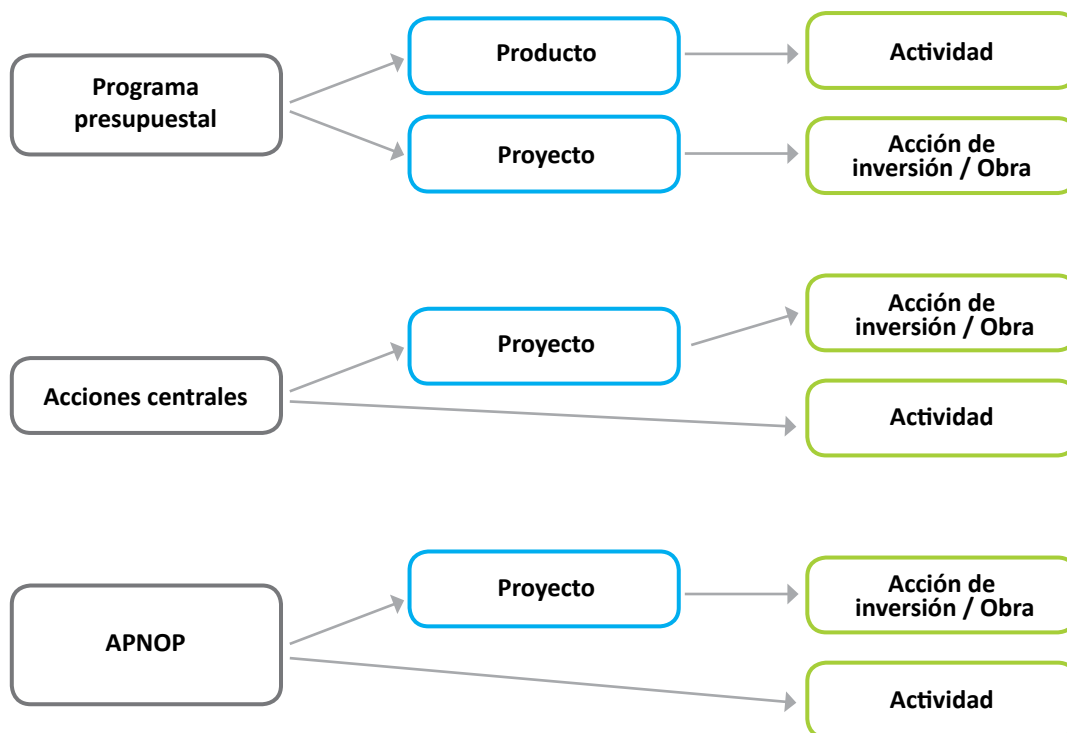 Programa
presupuestal
Producto
Actividad
Proyecto
Acción de
inversión / Obra
Acciones centrales
Proyecto
Acción de
inversión / Obra
Actividad
APNOP
Proyecto
Acción de
inversión / Obra
Actividad